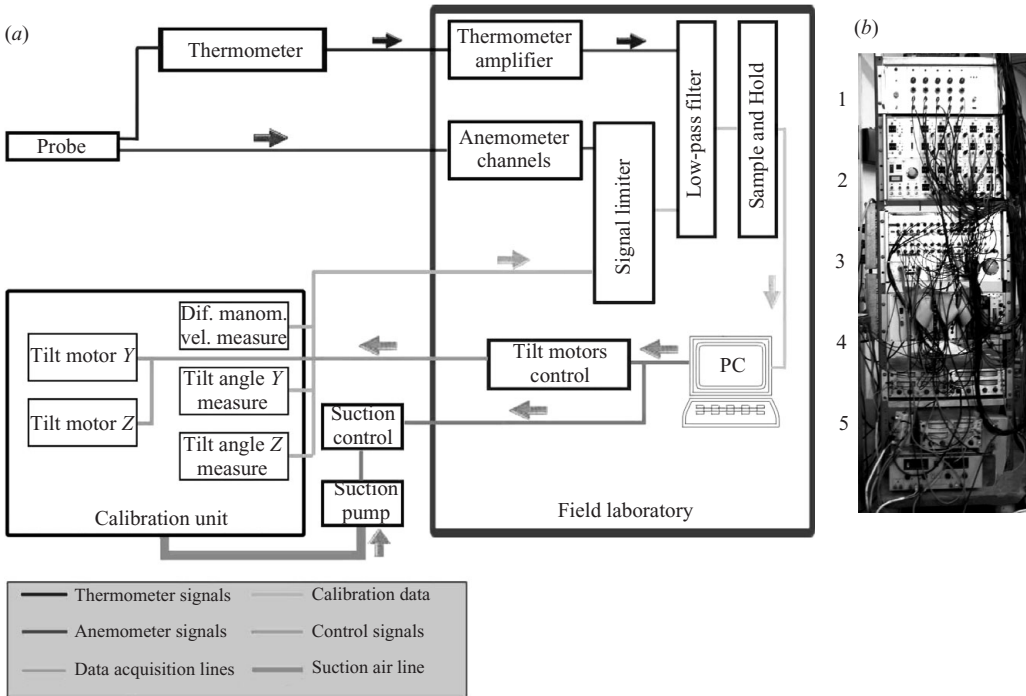 (a)
Thermometer
Thermometer
amplifier
Low-pass filter
Sample and Hold
Probe
Anemometer
channels
Signal limiter
Dif. manom.
vel. measure
Tilt motor Y
Tilt angle Y
measure
Tilt motor Z
Tilt angle Z
measure
Tilt motors
control
PC
Suction
control
Suction
pump
Calibration unit
Field laboratory
Thermometer signals
Calibration data
Anemometer signals
Control signals
Data acquisition lines
Suction air line
(b)
1
2
3
4
5